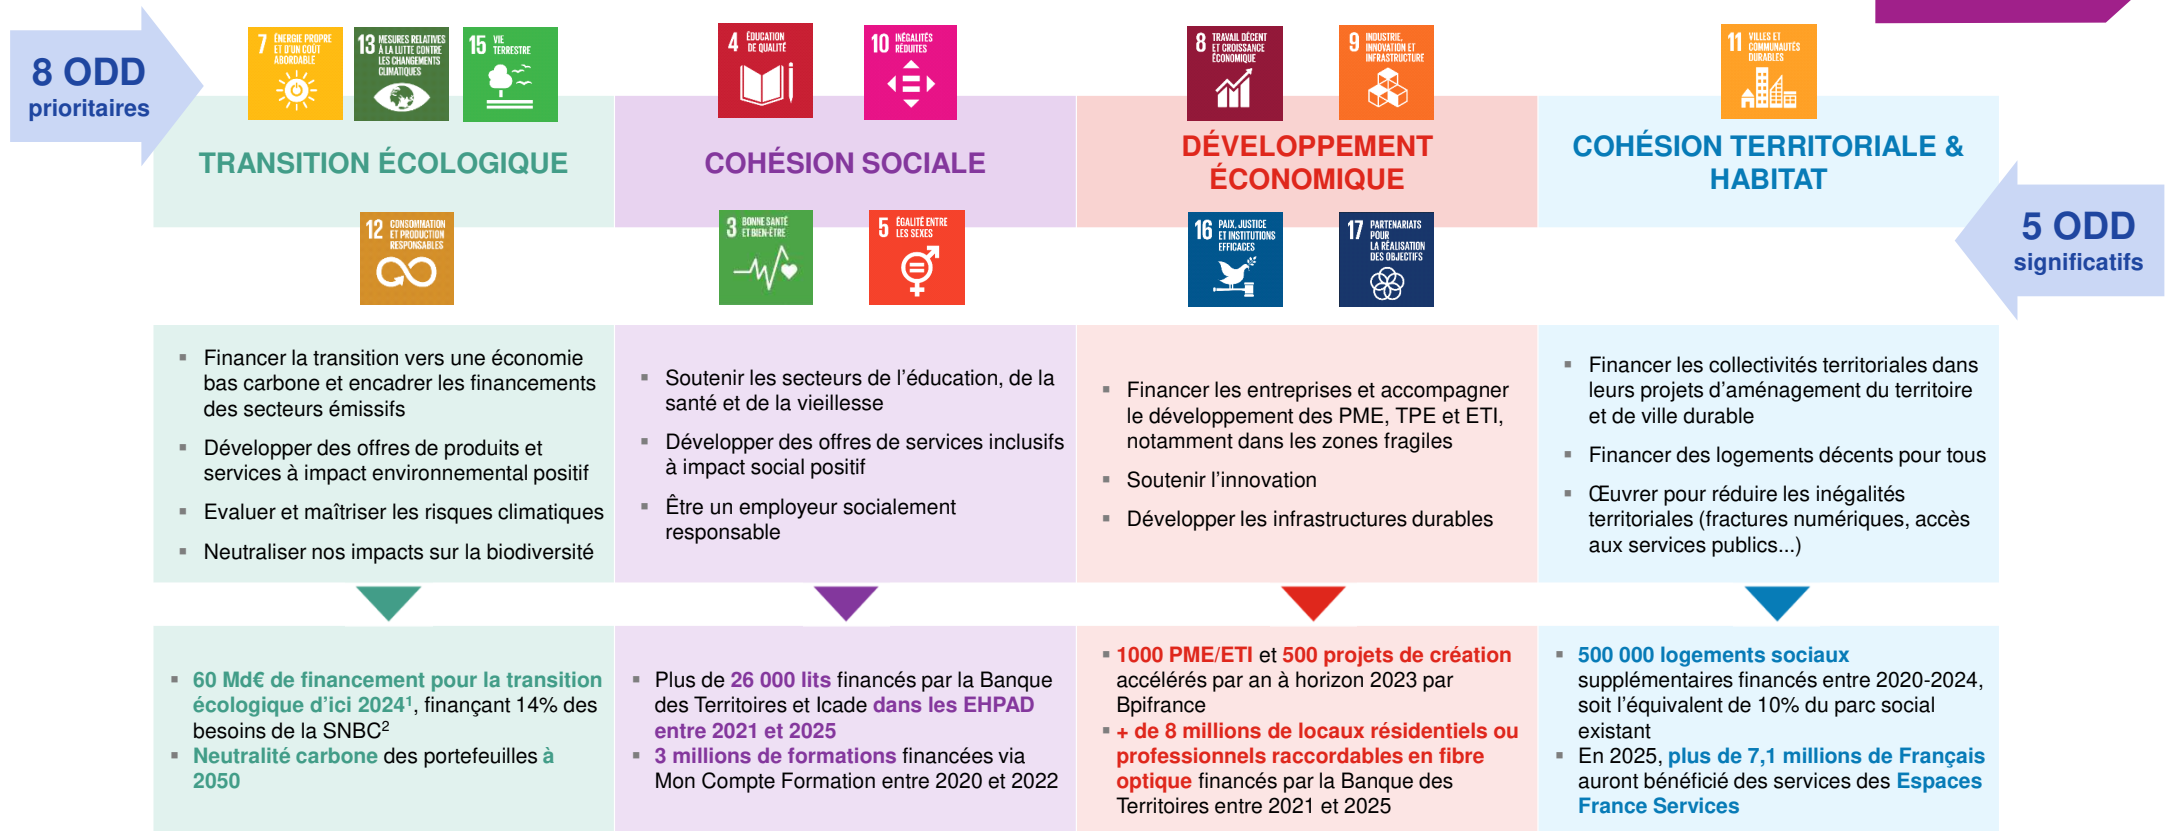 8 ODD
prioritaires
7 ÉNERGIE PROPRE
ET D'UN COÛT
ABORDABLE
13 MESURES RELATIVES
À LA LUTTE CONTRE
LES CHANGEMENTS
CLIMATIQUES
15 VIE
TERRESTRE
4 ÉDUCATION
DE QUALITÉ
10 INÉGALITÉS
RÉDUITES
8 TRAVAIL DÉCENT
ET CROISSANCE
ÉCONOMIQUE
9 INDUSTRIE,
INNOVATION ET
INFRASTRUCTURE
11 VILLES ET
COMMUNAUTÉS
DURABLES
TRANSITION ÉCOLOGIQUE
COHÉSION SOCIALE
DÉVELOPPEMENT
ÉCONOMIQUE
COHÉSION TERRITORIALE &
HABITAT
12 CONSOMMATION
ET PRODUCTION
RESPONSABLES
3 BONNE SANTÉ
ET BIEN-ÊTRE
5 ÉGALITÉ ENTRE
LES SEXES
16 PAIX, JUSTICE
ET INSTITUTIONS
EFFICACES
17 PARTENARIATS
POUR
LA RÉALISATION
DES OBJECTIFS
5 ODD
significatifs
▪ Financer la transition vers une économie
bas carbone et encadrer les financements
des secteurs émissifs
▪ Développer des offres de produits et
services à impact environnemental positif
▪ Evaluer et maîtriser les risques climatiques
▪ Neutraliser nos impacts sur la biodiversité
▪ Soutenir les secteurs de l'éducation, de la
santé et de la vieillesse
▪ Développer des offres de services inclusifs
à impact social positif
▪ Être un employeur socialement
responsable
▪ Financer les entreprises et accompagner
le développement des PME, TPE et ETI,
notamment dans les zones fragiles
▪ Soutenir l'innovation
▪ Développer les infrastructures durables
▪ Financer les collectivités territoriales dans
leurs projets d'aménagement du territoire
et de ville durable
▪ Financer des logements décents pour tous
▪ Œuvrer pour réduire les inégalités
territoriales (fractures numériques, accès
aux services publics...)
▪ 60 Md€ de financement pour la transition
écologique d'ici 2024¹, finançant 14% des
besoins de la SNBC²
▪ Neutralité carbone des portefeuilles à
2050
▪ Plus de 26 000 lits financés par la Banque
des Territoires et Icade dans les EHPAD
entre 2021 et 2025
▪ 3 millions de formations financées via
Mon Compte Formation entre 2020 et 2022
▪ 1000 PME/ETI et 500 projets de création
accélérés par an à horizon 2023 par
Bpifrance
▪ + de 8 millions de locaux résidentiels ou
professionnels raccordables en fibre
optique financés par la Banque des
Territoires entre 2021 et 2025
▪ 500 000 logements sociaux
supplémentaires financés entre 2020-2024,
soit l'équivalent de 10% du parc social
existant
▪ En 2025, plus de 7,1 millions de Français
auront bénéficié des services des Espaces
France Services